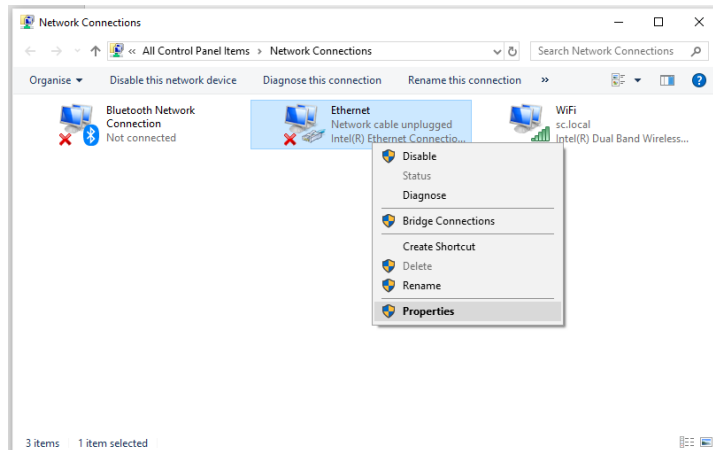 Network Connections
« All Control Panel Items > Network Connections
Search Network Connections
Organise
Disable this network device
Diagnose this connection
Rename this connection
»
Bluetooth Network
Connection
Not connected
Ethernet
Network cable unplugged
Intel(R) Ethernet Connectio...
WiFi
sc.local
Intel(R) Dual Band Wireless...
Disable
Status
Diagnose
Bridge Connections
Create Shortcut
Delete
Rename
Properties
3 items
1 item selected